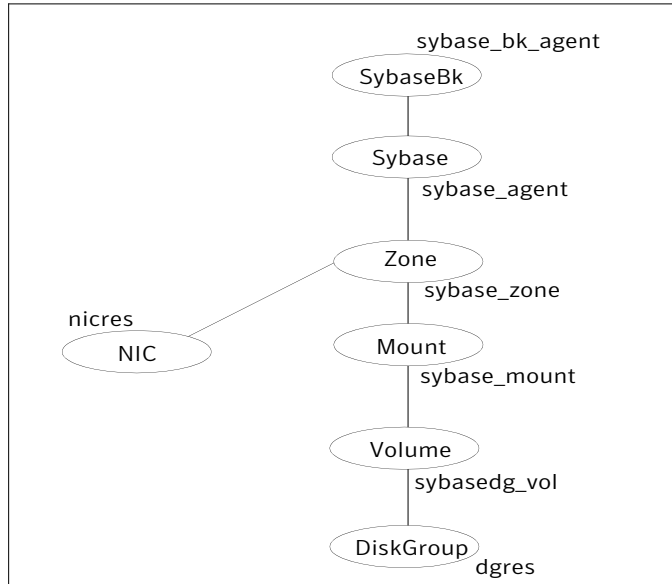 sybase_bk_agent
SybaseBk
Sybase
sybase_agent
Zone
sybase_zone
nicres
NIC
Mount
sybase_mount
Volume
sybasedg_vol
DiskGroup
dgres